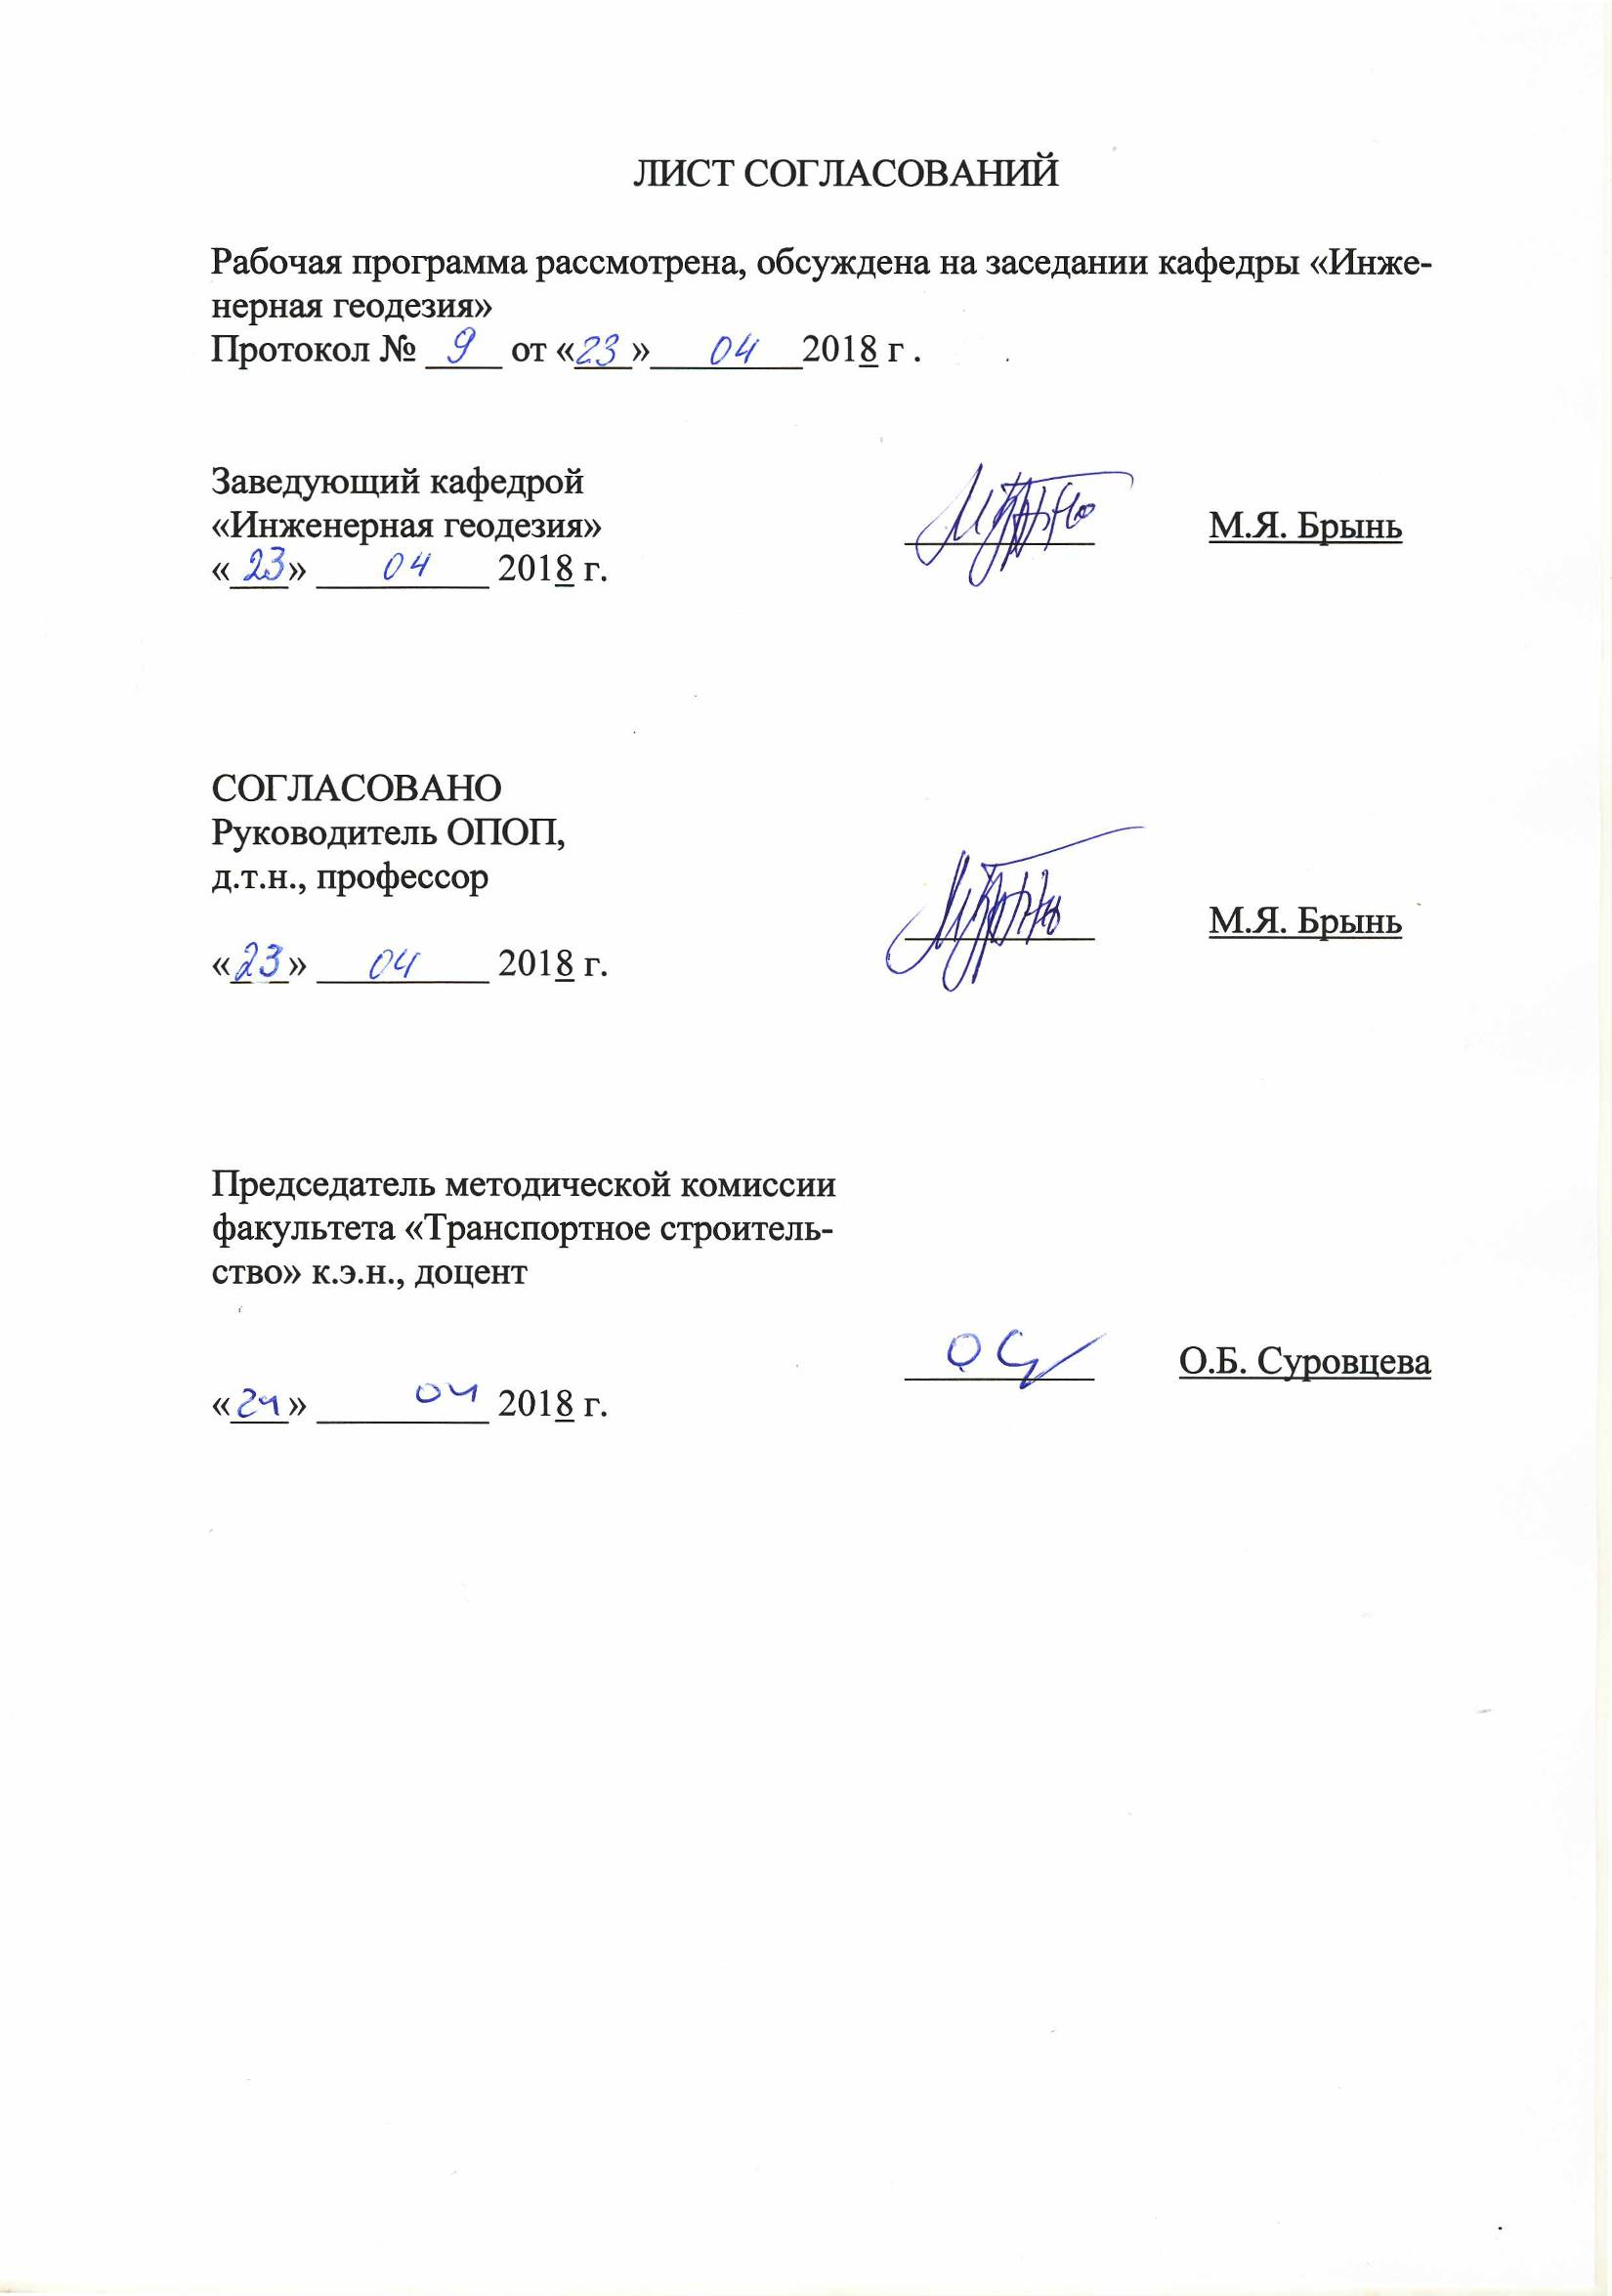 ЛИСТ СОГЛАСОВАНИЙ
Рабочая программа рассмотрена, обсуждена на заседании кафедры «Инже-
нерная геодезия»
Протокол № 9 от «23» 04 2018 г .
Заведующий кафедрой
«Инженерная геодезия» М.Я. Брынь
«23» 04 2018 г.
СОГЛАСОВАНО
Руководитель ОПОП,
д.т.н., профессор
М.Я. Брынь
«23» 04 2018 г.
Председатель методической комиссии
факультета «Транспортное строитель-
ство» к.э.н., доцент
О.Б. Суровцева
«24» 04 2018 г.